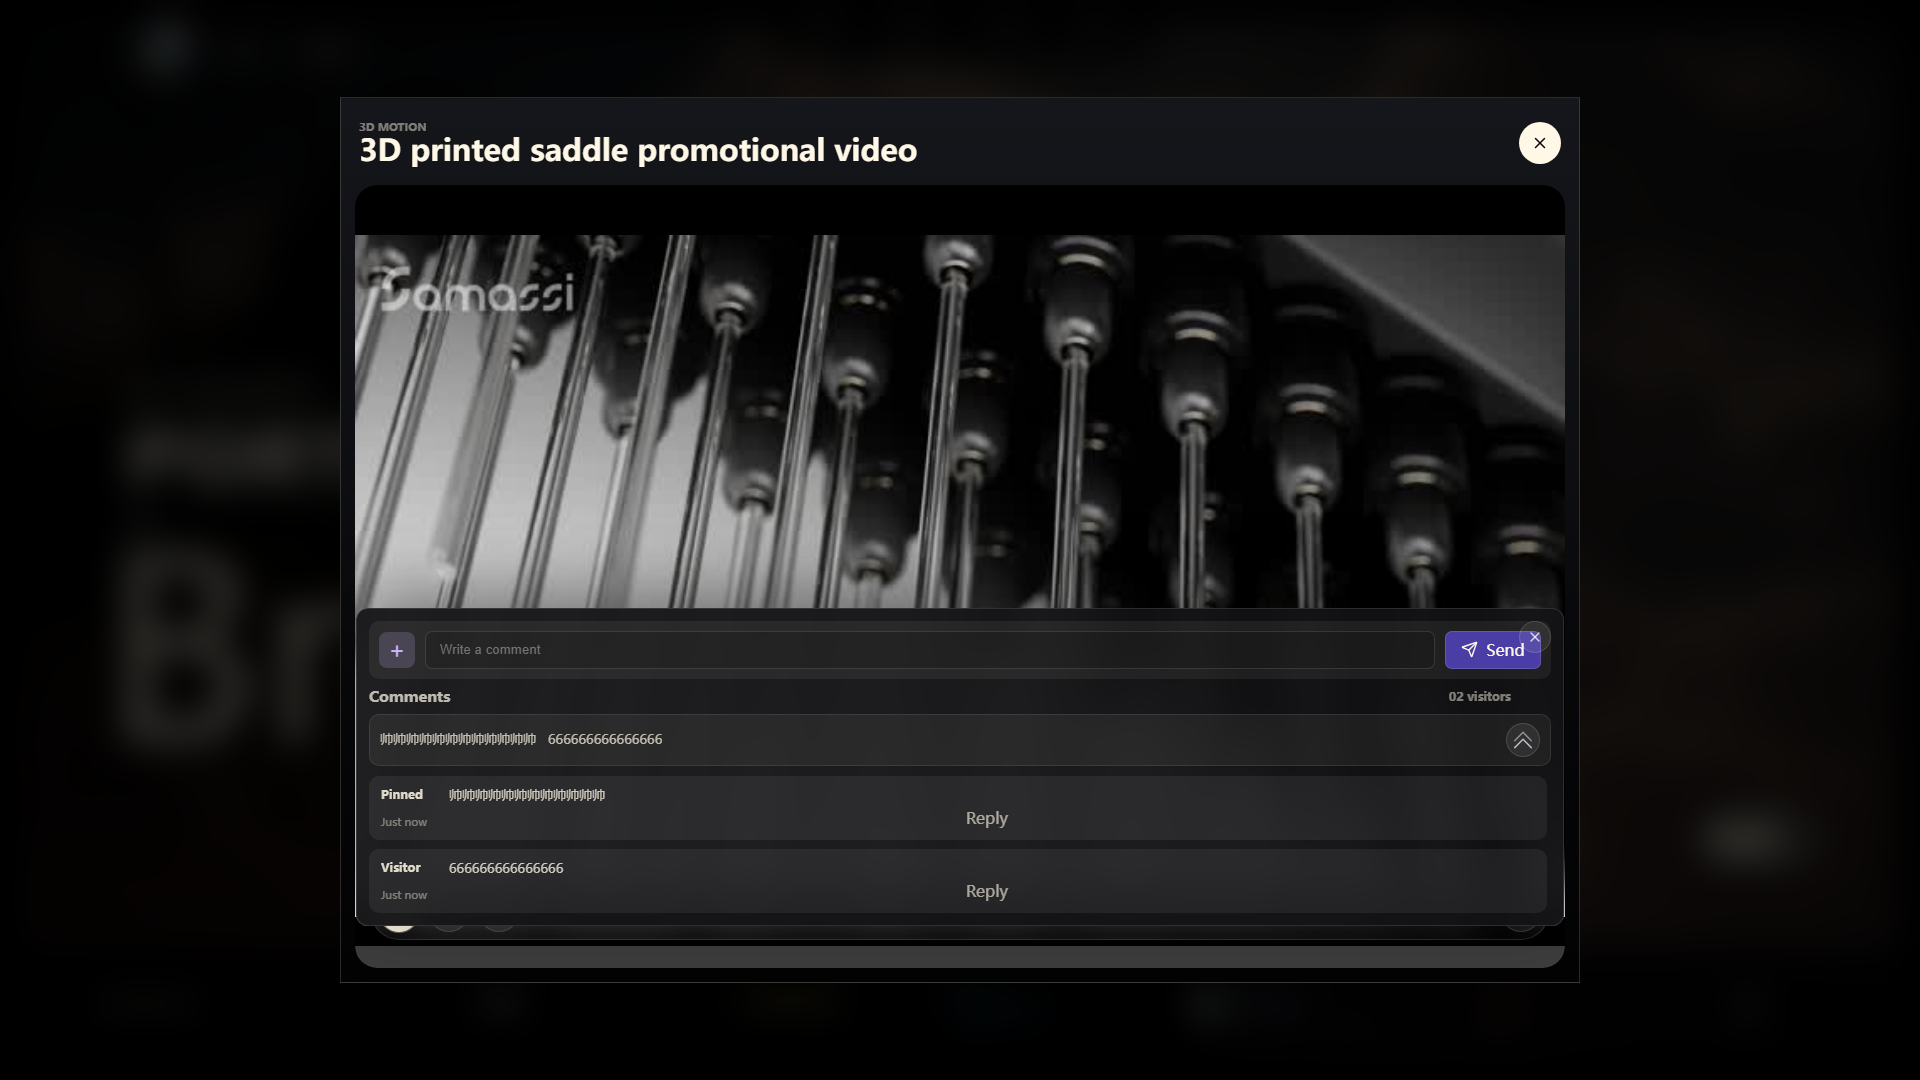 3D MOTION
3D printed saddle promotional video
Damassi
Write a comment
Send
Comments
02 visitors
666666666666666
Pinned
Just now
Reply
Visitor
666666666666666
Just now
Reply